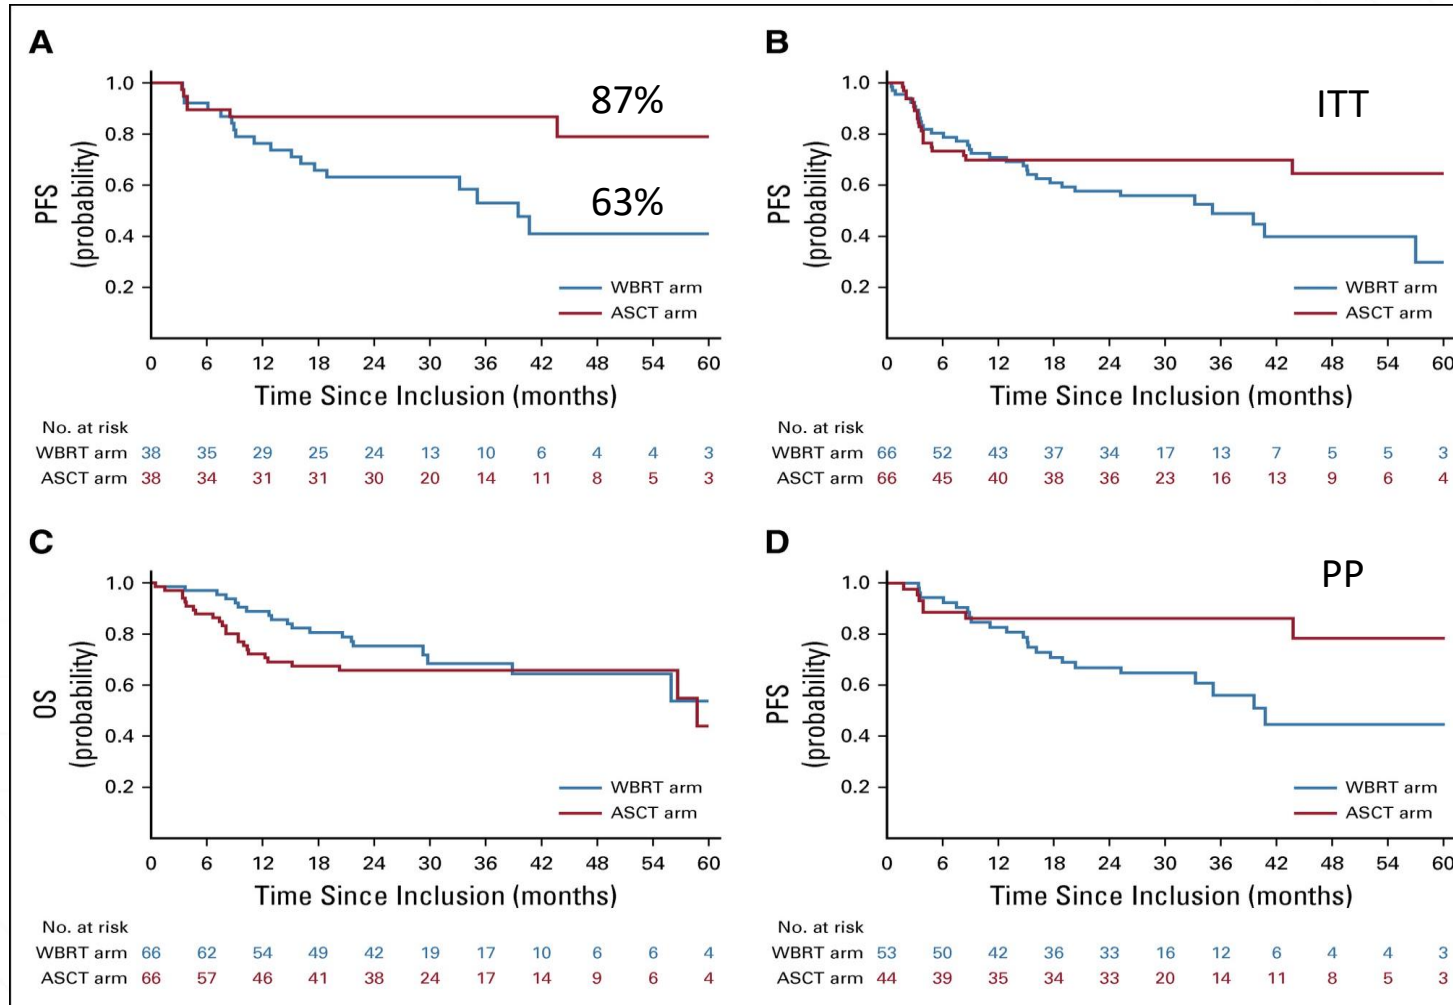 A
1.0
0.8
0.6
0.4
0.2
PFS
(probability)
87%
63%
WBRT arm
ASCT arm
0 6 12 18 24 30 36 42 48 54 60
Time Since Inclusion (months)
No. at risk
WBRT arm 38 35 29 25 24 13 10 6 4 4 3
ASCT arm 38 34 31 31 30 20 14 11 8 5 3
B
1.0
0.8
0.6
0.4
0.2
PFS
(probability)
ITT
WBRT arm
ASCT arm
0 6 12 18 24 30 36 42 48 54 60
Time Since Inclusion (months)
No. at risk
WBRT arm 66 52 43 37 34 17 13 7 5 5 3
ASCT arm 66 45 40 38 36 23 16 13 9 6 4
C
1.0
0.8
0.6
0.4
0.2
OS
(probability)
WBRT arm
ASCT arm
0 6 12 18 24 30 36 42 48 54 60
Time Since Inclusion (months)
No. at risk
WBRT arm 66 62 54 49 42 19 17 10 6 6 4
ASCT arm 66 57 46 41 38 24 17 14 9 6 4
D
1.0
0.8
0.6
0.4
0.2
PFS
(probability)
PP
WBRT arm
ASCT arm
0 6 12 18 24 30 36 42 48 54 60
Time Since Inclusion (months)
No. at risk
WBRT arm 53 50 42 36 33 16 12 6 4 4 3
ASCT arm 44 39 35 34 33 20 14 11 8 5 3